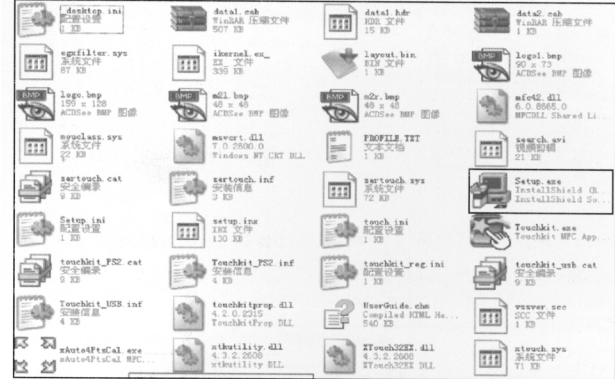 _desktop.ini
配置设置
1 KB
data1.cab
WinRAR 压缩文件
507 KB
data1.hdr
HDR 文件
15 KB
data2.cab
WinRAR 压缩文件
1 KB
egxfilter.sys
系统文件
87 KB
ikernel.ex_
EX_ 文件
339 KB
layout.bin
BIN 文件
1 KB
logo1.bmp
90 x 73
ACDSee BMP 图像
logo.bmp
159 x 128
ACDSee BMP 图像
m2l.bmp
48 x 48
ACDSee BMP 图像
m2r.bmp
48 x 48
ACDSee BMP 图像
mfc42.dll
6.0.8665.0
MFCDLL Shared Li...
myuclass.sys
系统文件
22 KB
msvcrt.dll
7.0.2600.0
Windows NT CRT DLL
PROFILE.TXT
文本文档
1 KB
search.avi
视频剪辑
21 KB
sertouch.cat
安全编录
9 KB
sertouch.inf
安装信息
3 KB
sertouch.sys
系统文件
72 KB
Setup.exe
InstallShield (R...
InstallShield So...
Setup.ini
配置设置
1 KB
setup.inx
INX 文件
130 KB
touch.ini
配置设置
1 KB
Touchkit.exe
Touchkit MFC App...
touchkit_PS2.cat
安全编录
9 KB
Touchkit_PS2.inf
安装信息
4 KB
touchkit_reg.ini
配置设置
1 KB
touchkit_usb.cat
安全编录
9 KB
Touchkit_USB.inf
安装信息
4 KB
touchkitprop.dll
4.2.0.2315
TouchkitProp DLL
UserGuide.chm
Compiled HTML He...
540 KB
vssver.scc
SCC 文件
1 KB
xAuto4PtsCal.exe
xAuto4PtsCal MFC...
xtkutility.dll
4.3.2.2608
xtkutility DLL
XTouch32EX.dll
4.3.2.2608
XTouch32EX DLL
xtouch.sys
系统文件
71 KB